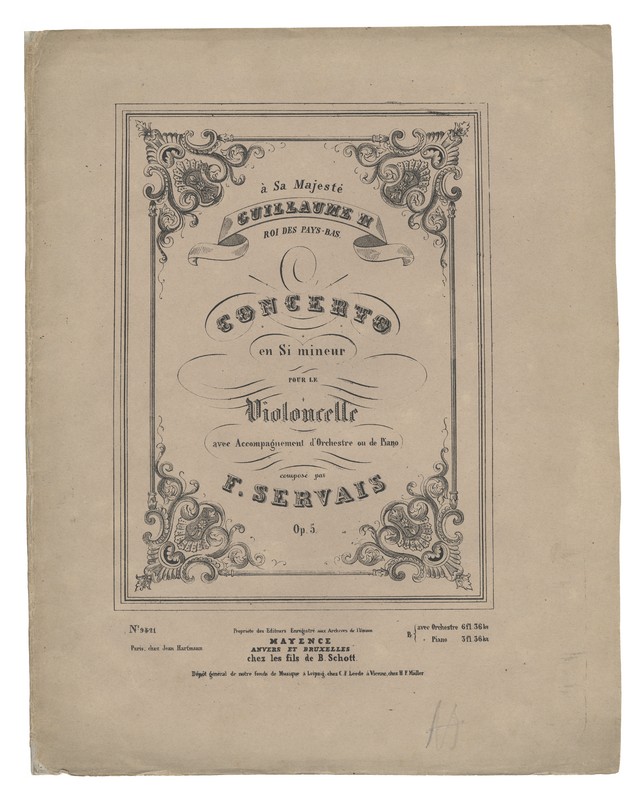 à Sa Majesté
GUILLAUME II
ROI DES PAYS-BAS.
CONCERTO
en Si mineur
POUR LE
Violoncelle
avec Accompagnement d'Orchestre ou de Piano
composé par
F. SERVAIS
Op. 5.
Propriété des Editeurs Enregistré aux Archives de l'Union
MAYENCE
ANVERS ET BRUXELLES
chez les fils de B. Schott.
Dépôt général de notre fonds de Musique à Leipzig, chez C. F. Leede à Vienne, chez H. F. Müller.
Paris, chez Jean
avec Orchestre 6 fl. 36 kr
" Piano 3 fl. 36 kr